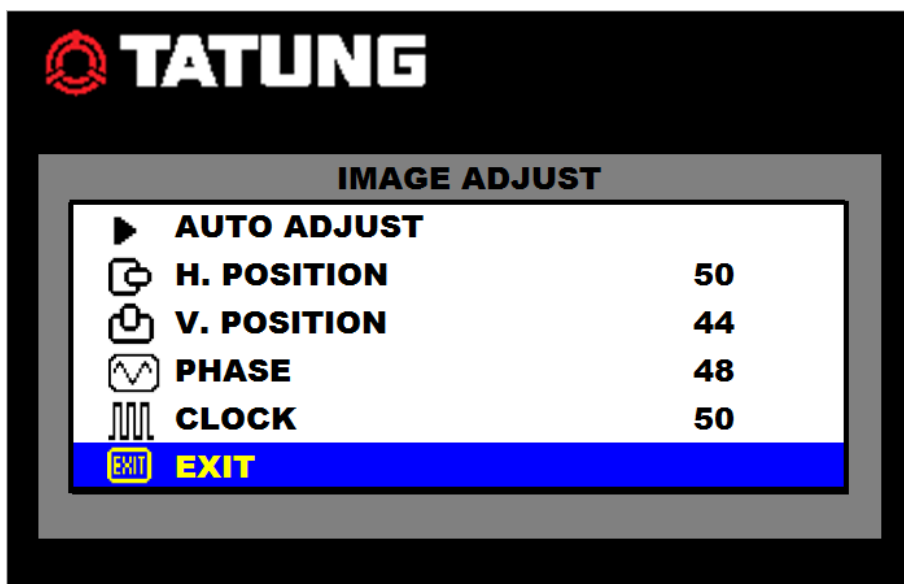 TATUNG
IMAGE ADJUST
AUTO ADJUST
H. POSITION 50
V. POSITION 44
PHASE 48
CLOCK 50
EXIT EXIT